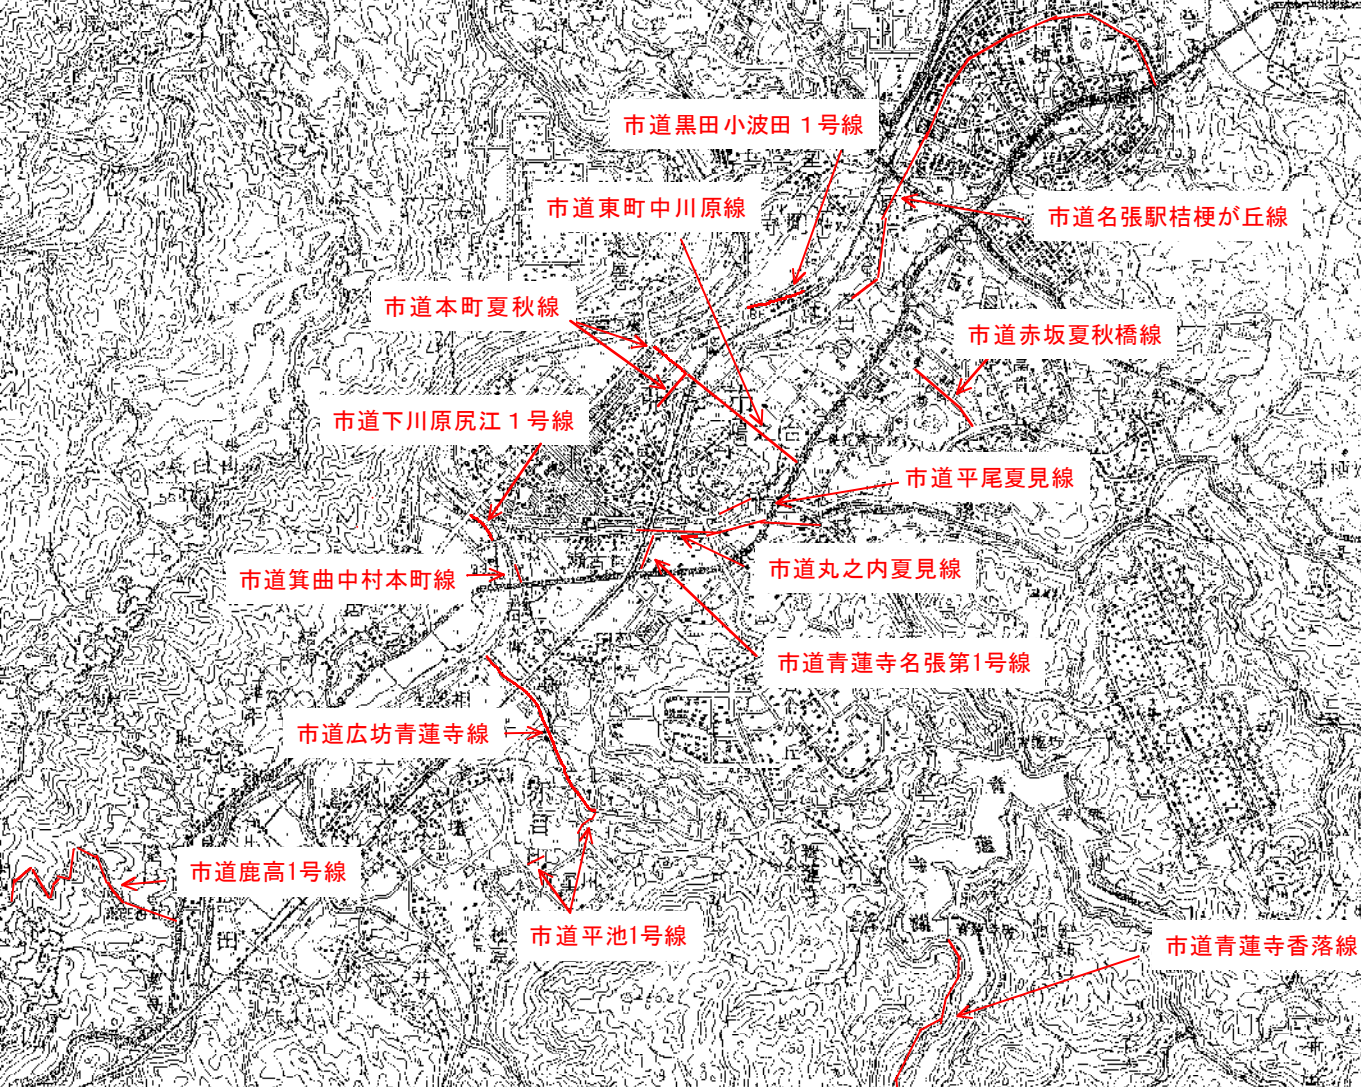 市道黒田小波田１号線
市道東町中川原線
市道名張駅桔梗が丘線
市道本町夏秋線
市道赤坂夏秋橋線
市道下川原尻江１号線
市道平尾夏見線
市道丸之内夏見線
市道箕曲中村本町線
市道青蓮寺名張第1号線
市道広坊青蓮寺線
市道鹿高1号線
市道平池1号線
市道青蓮寺香落線